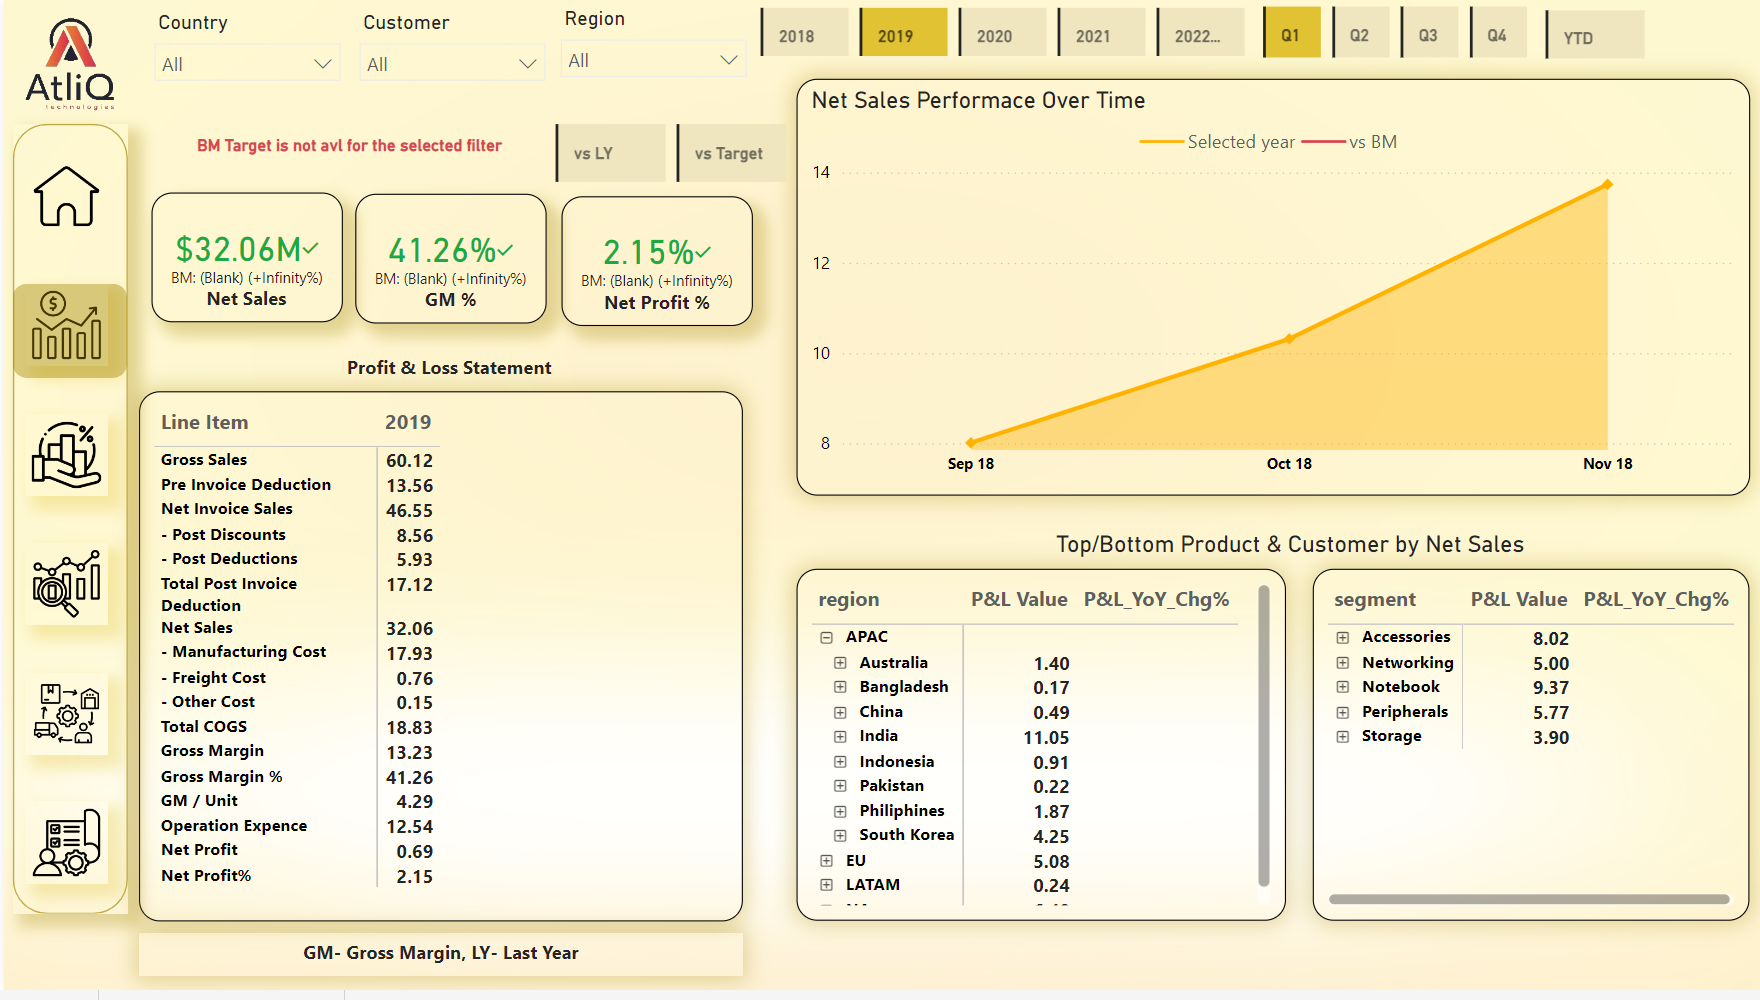 AtliQ
technologies
Country
All
Customer
All
Region
All
2018
2019
2020
2021
2022...
Q1
Q2
Q3
Q4
YTD
BM Target is not avl for the selected filter
vs LY
vs Target
$32.06M
BM: (Blank) (+Infinity%)
Net Sales
41.26%
BM: (Blank) (+Infinity%)
GM %
2.15%
BM: (Blank) (+Infinity%)
Net Profit %
Profit & Loss Statement
Line Item 2019
Gross Sales 60.12
Pre Invoice Deduction 13.56
Net Invoice Sales 46.55
- Post Discounts 8.56
- Post Deductions 5.93
Total Post Invoice 17.12
Deduction
Net Sales 32.06
- Manufacturing Cost 17.93
- Freight Cost 0.76
- Other Cost 0.15
Total COGS 18.83
Gross Margin 13.23
Gross Margin % 41.26
GM / Unit 4.29
Operation Expence 12.54
Net Profit 0.69
Net Profit% 2.15
GM- Gross Margin, LY- Last Year
Net Sales Performace Over Time
Selected year vs BM
14
12
10
8
Sep 18 Oct 18 Nov 18
Top/Bottom Product & Customer by Net Sales
region P&L Value P&L_YoY_Chg%
APAC
Australia 1.40
Bangladesh 0.17
China 0.49
India 11.05
Indonesia 0.91
Pakistan 0.22
Philiphines 1.87
South Korea 4.25
EU 5.08
LATAM 0.24
segment P&L Value P&L_YoY_Chg%
Accessories 8.02
Networking 5.00
Notebook 9.37
Peripherals 5.77
Storage 3.90